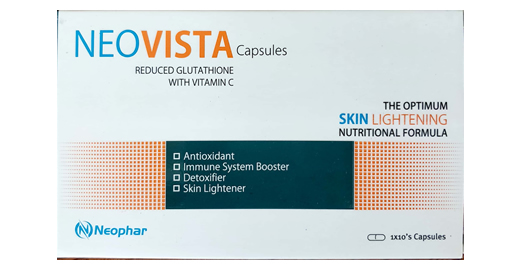 NEOVISTA Capsules
REDUCED GLUTATHIONE
WITH VITAMIN C
THE OPTIMUM
SKIN LIGHTENING
NUTRITIONAL FORMULA
Antioxidant
Immune System Booster
Detoxifier
Skin Lightener
Neophar
1x10's Capsules